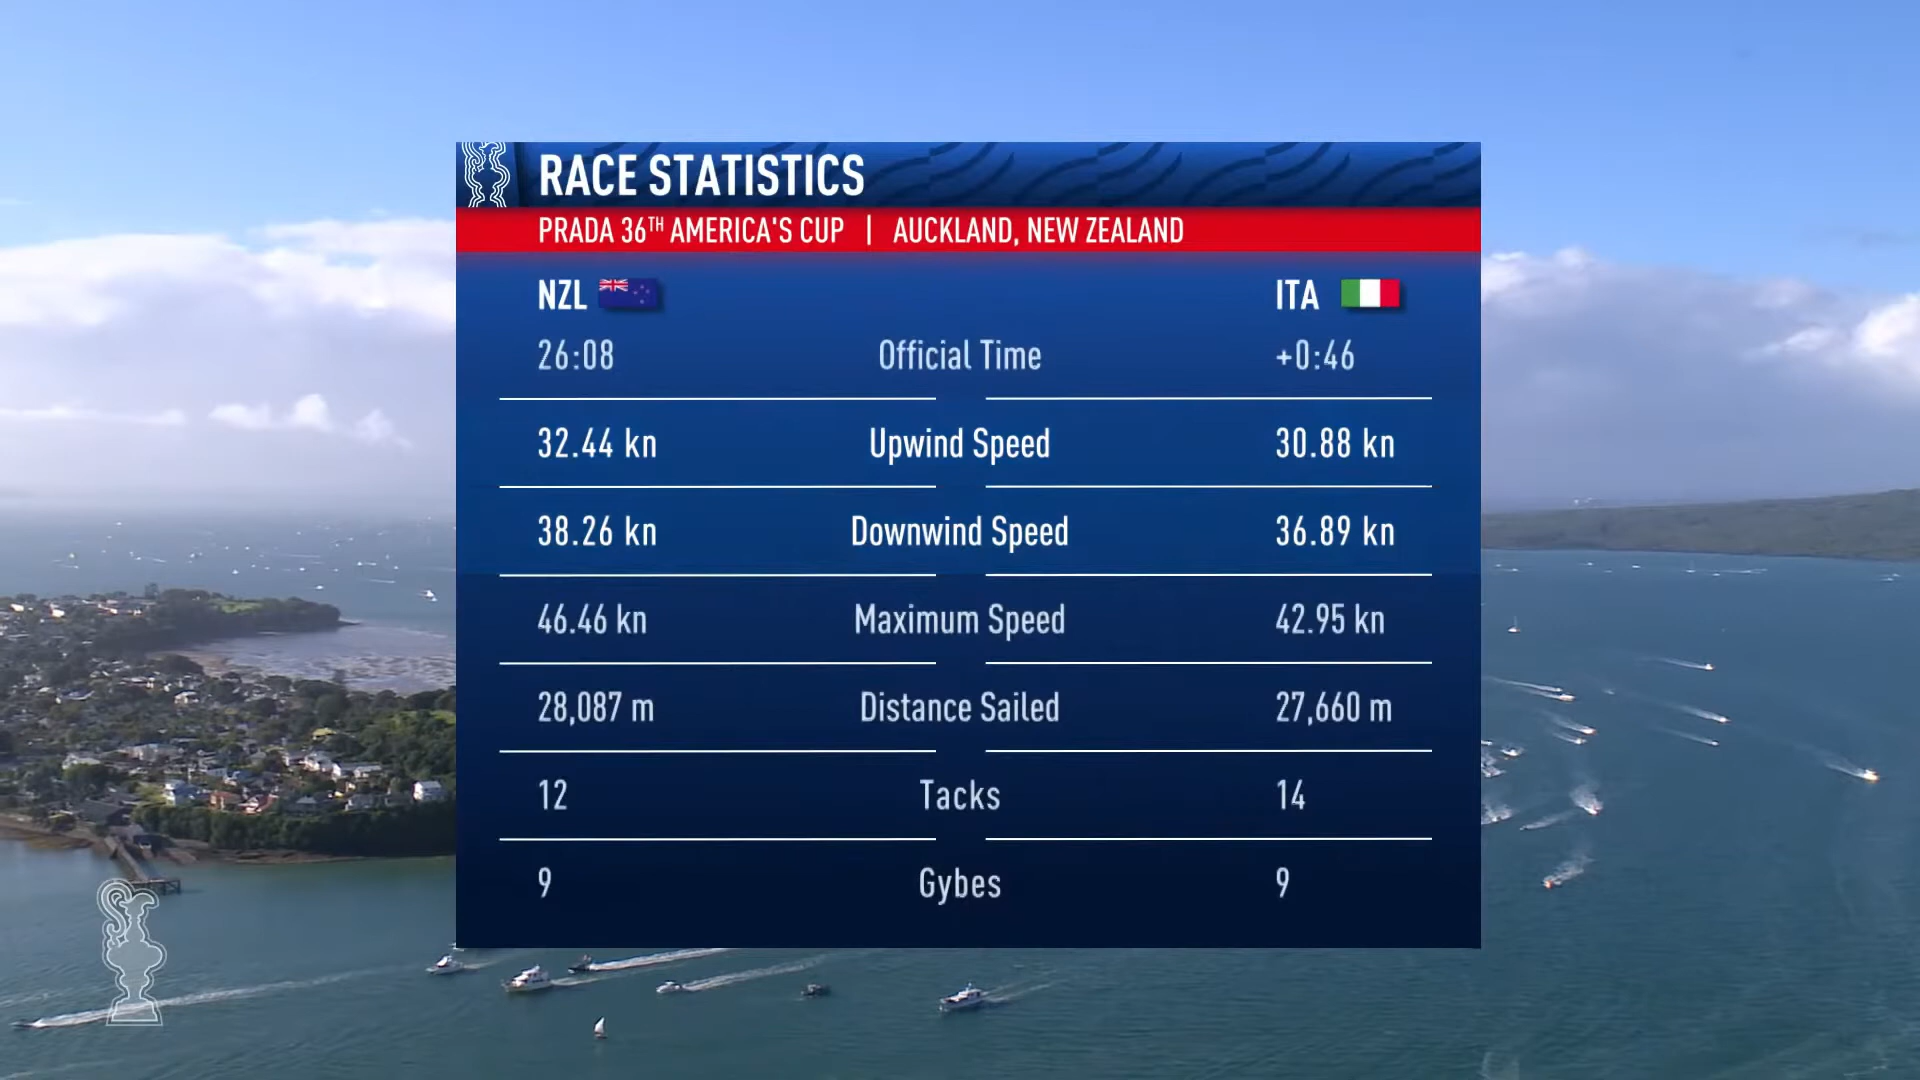 RACE STATISTICS
PRADA 36TH AMERICA'S CUP | AUCKLAND, NEW ZEALAND
NZL ITA
26:08 Official Time +0:46
32.44 kn Upwind Speed 30.88 kn
38.26 kn Downwind Speed 36.89 kn
46.46 kn Maximum Speed 42.95 kn
28,087 m Distance Sailed 27,660 m
12 Tacks 14
9 Gybes 9